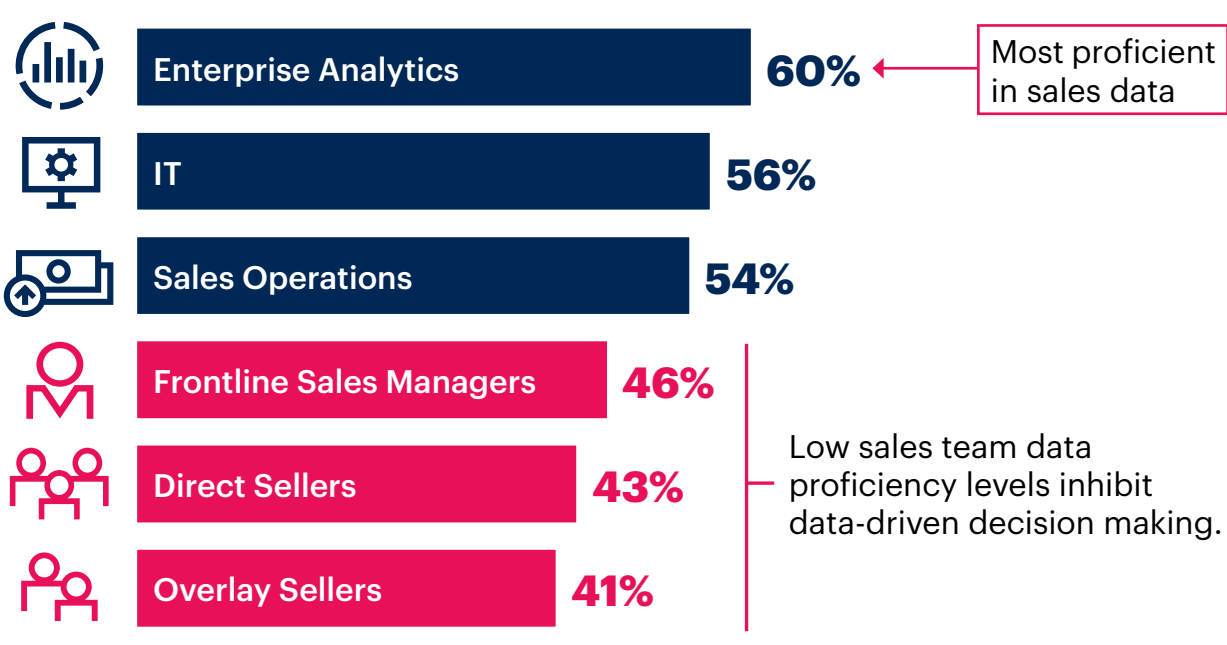 Enterprise Analytics
60%
Most proficient
in sales data
IT
56%
Sales Operations
54%
Frontline Sales Managers
46%
Direct Sellers
43%
Overlay Sellers
41%
Low sales team data
proficiency levels inhibit
data-driven decision making.